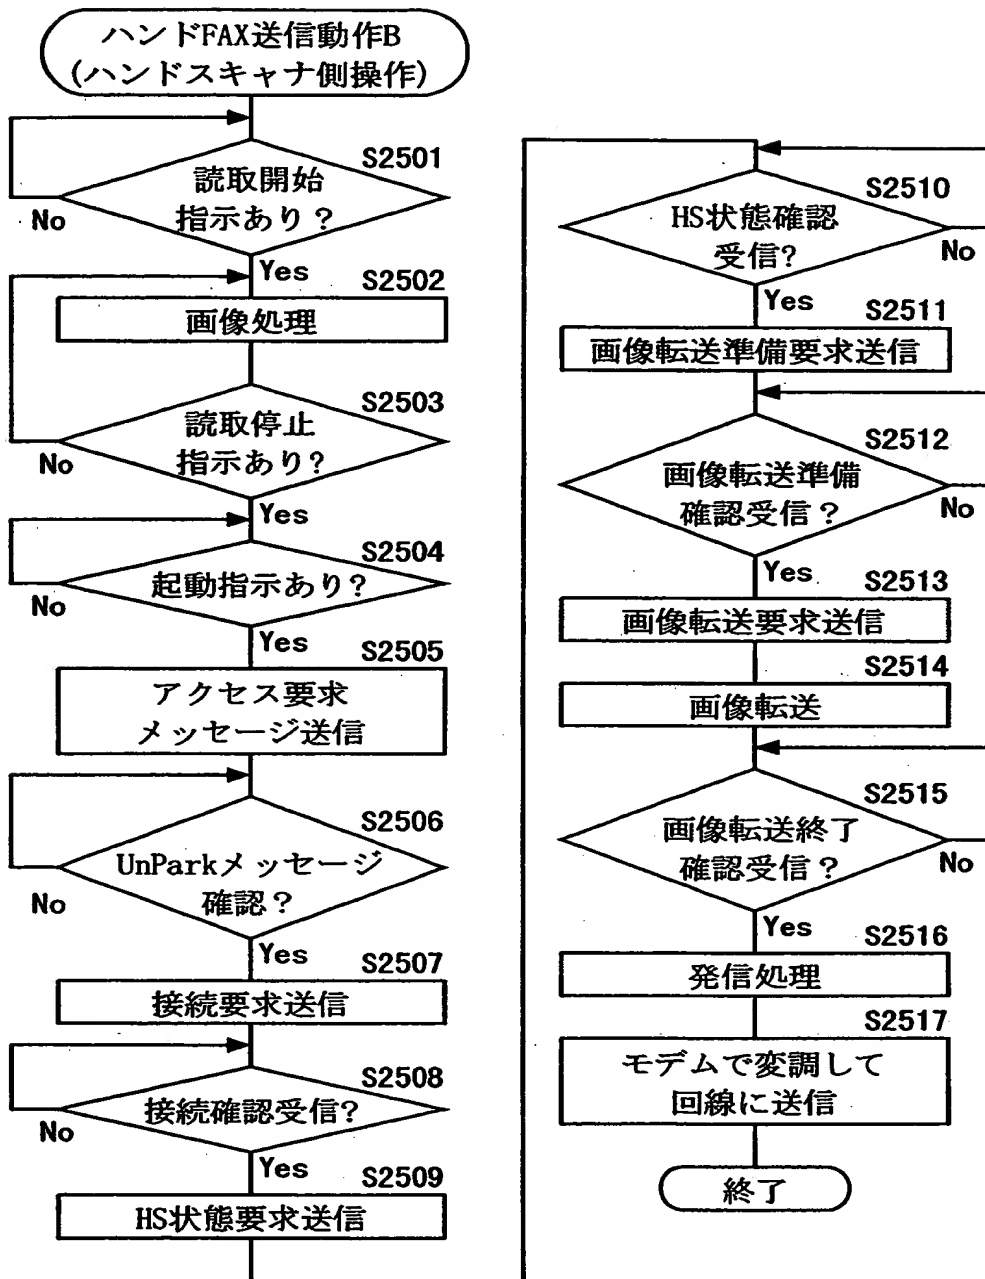 ハンドFAX送信動作B
(ハンドスキャナ側操作)
S2501
読取開始
指示あり?
No
Yes
S2502
画像処理
S2503
読取停止
指示あり?
No
Yes
S2504
起動指示あり?
No
Yes
S2505
アクセス要求
メッセージ送信
S2506
UnParkメッセージ
確認?
No
Yes
S2507
接続要求送信
S2508
接続確認受信?
No
Yes
S2509
HS状態要求送信
S2510
HS状態確認
受信?
No
Yes
S2511
画像転送準備要求送信
S2512
画像転送準備
確認受信?
No
Yes
S2513
画像転送要求送信
S2514
画像転送
S2515
画像転送終了
確認受信?
No
Yes
S2516
発信処理
S2517
モデムで変調して
回線に送信
終了